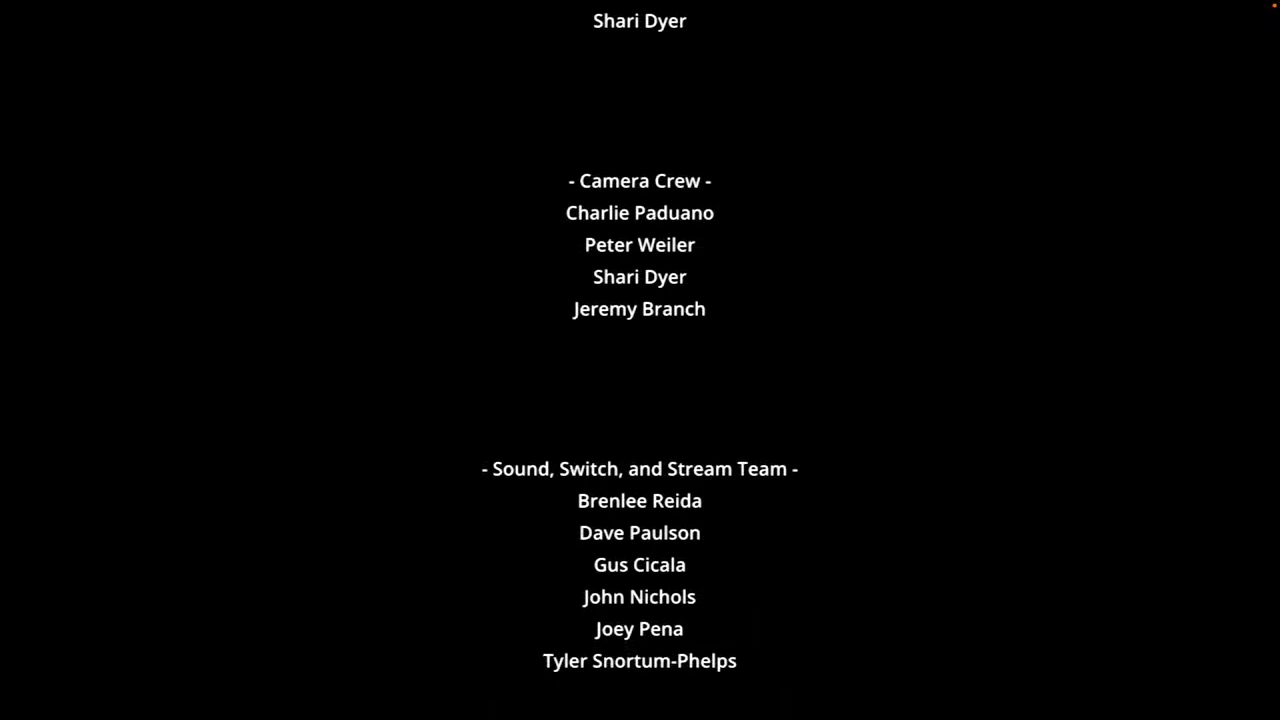 Shari Dyer
- Camera Crew -
Charlie Paduano
Peter Weiler
Shari Dyer
Jeremy Branch
- Sound, Switch, and Stream Team -
Brenlee Reida
Dave Paulson
Gus Cicala
John Nichols
Joey Pena
Tyler Snortum-Phelps